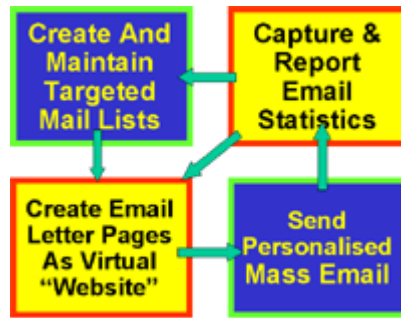 Create And
Maintain
Targeted
Mail Lists
Capture &
Report
Email
Statistics
Create Email
Letter Pages
As Virtual
“Website”
Send
Personalised
Mass Email